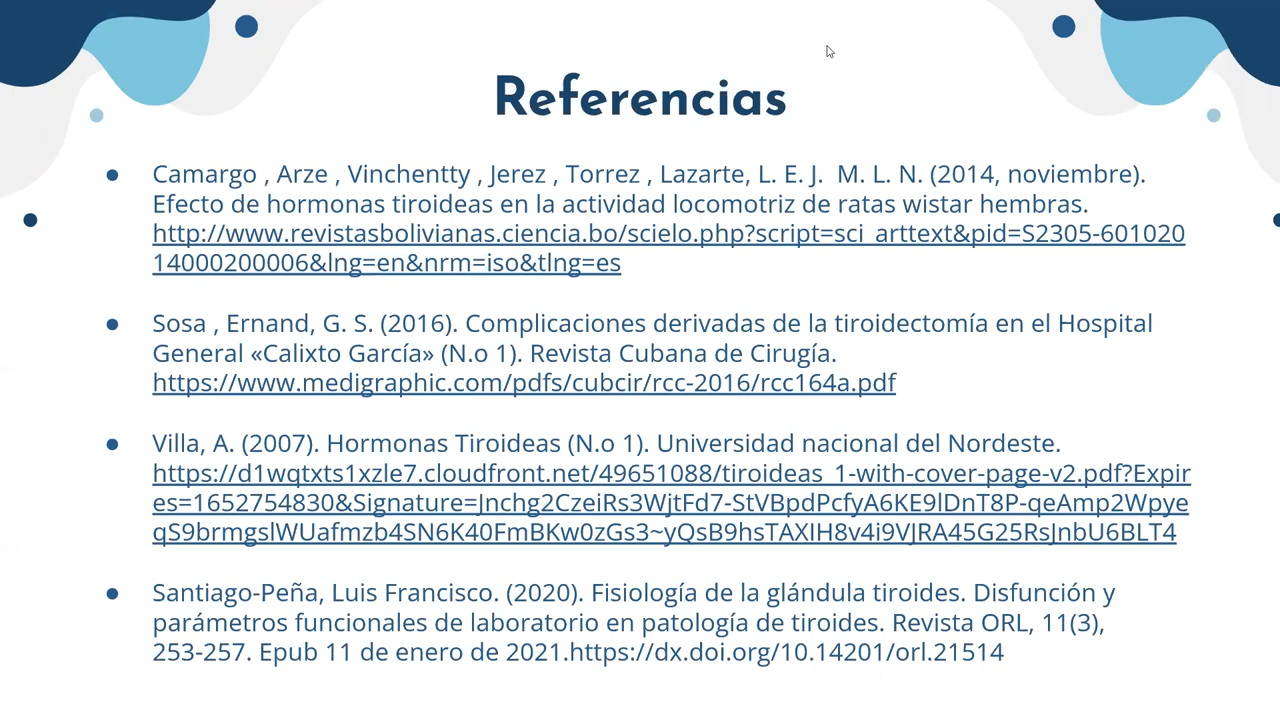 Referencias
● Camargo , Arze , Vinchentty , Jerez , Torrez , Lazarte, L. E. J.  M. L. N. (2014, noviembre).
Efecto de hormonas tiroideas en la actividad locomotriz de ratas wistar hembras.
http://www.revistasbolivianas.ciencia.bo/scielo.php?script=sci_arttext&pid=S2305-601020
14000200006&lng=en&nrm=iso&tlng=es
● Sosa , Ernand, G. S. (2016). Complicaciones derivadas de la tiroidectomía en el Hospital
General «Calixto García» (N.o 1). Revista Cubana de Cirugía.
https://www.medigraphic.com/pdfs/cubcir/rcc-2016/rcc164a.pdf
● Villa, A. (2007). Hormonas Tiroideas (N.o 1). Universidad nacional del Nordeste.
https://d1wqtxts1xzle7.cloudfront.net/49651088/tiroideas_1-with-cover-page-v2.pdf?Expir
es=1652754830&Signature=Jnchg2CzeiRs3WjtFd7-StVBpdPcfyA6KE9lDnT8P-qeAmp2Wpye
qS9brmgslWUafmzb4SN6K40FmBKw0zGs3~yQsB9hsTAXIH8v4i9VJRA45G25RsJnbU6BLT4
● Santiago-Peña, Luis Francisco. (2020). Fisiología de la glándula tiroides. Disfunción y
parámetros funcionales de laboratorio en patología de tiroides. Revista ORL, 11(3),
253-257. Epub 11 de enero de 2021.https://dx.doi.org/10.14201/orl.21514